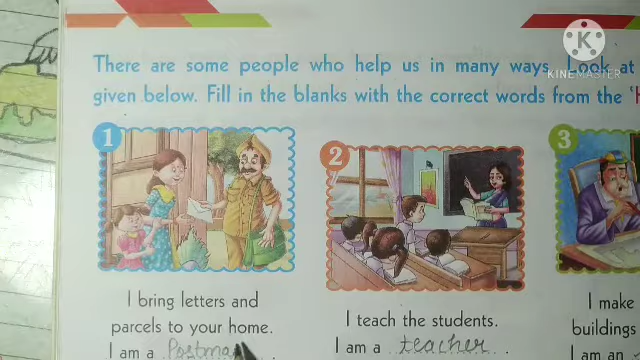 KINEMASTER
There are some people who help us in many ways. Look at
given below. Fill in the blanks with the correct words from the 'H
1
2
3
I bring letters and
parcels to your home.
I am a Postma
I teach the students.
I am a teacher
I make
buildings
I am an